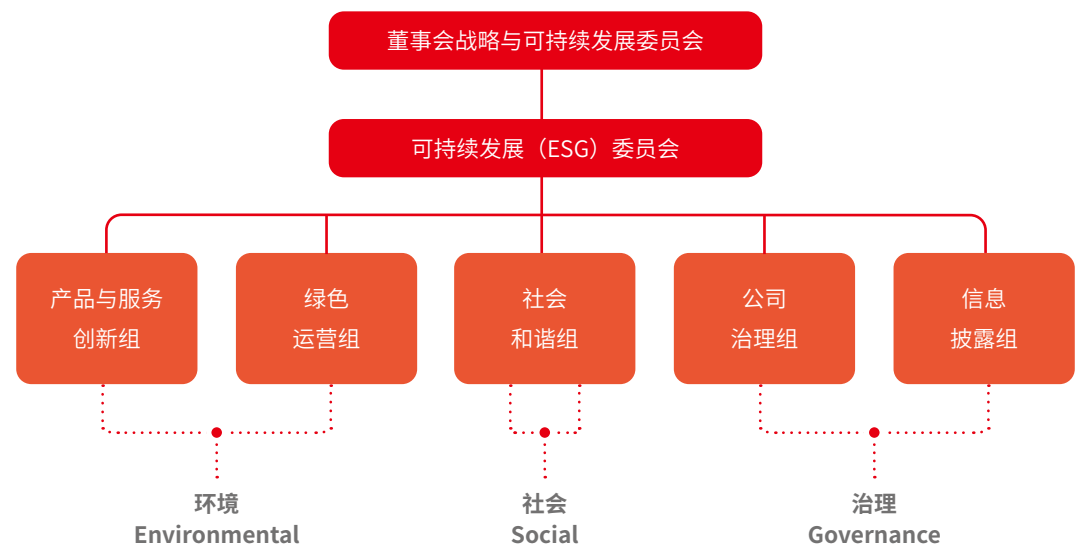 董事会战略与可持续发展委员会
可持续发展（ESG）委员会
产品与服务
创新组
绿色
运营组
社会
和谐组
公司
治理组
信息
披露组
环境
Environmental
社会
Social
治理
Governance